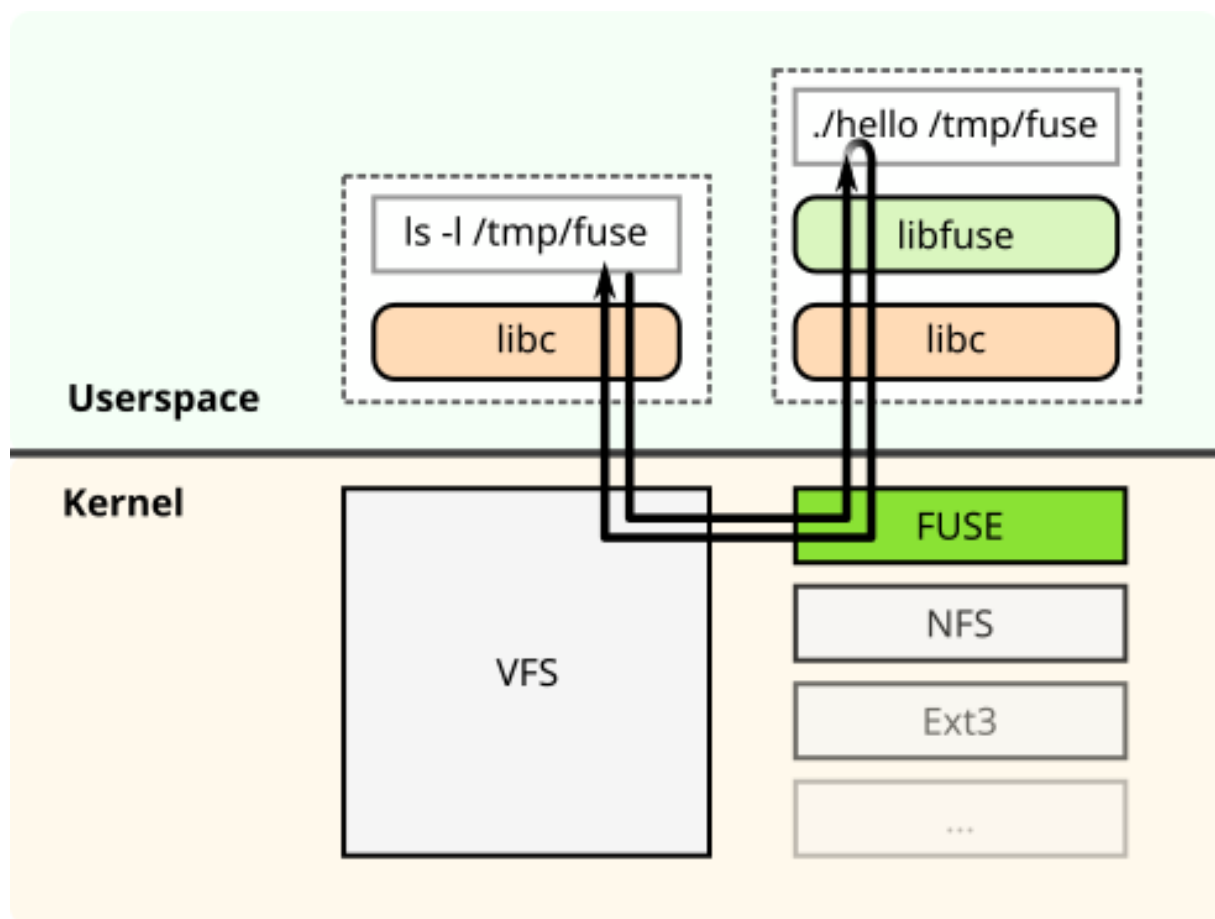 ./hello /tmp/fuse
ls -l /tmp/fuse
libfuse
libc
libc
Userspace
Kernel
FUSE
NFS
VFS
Ext3
...